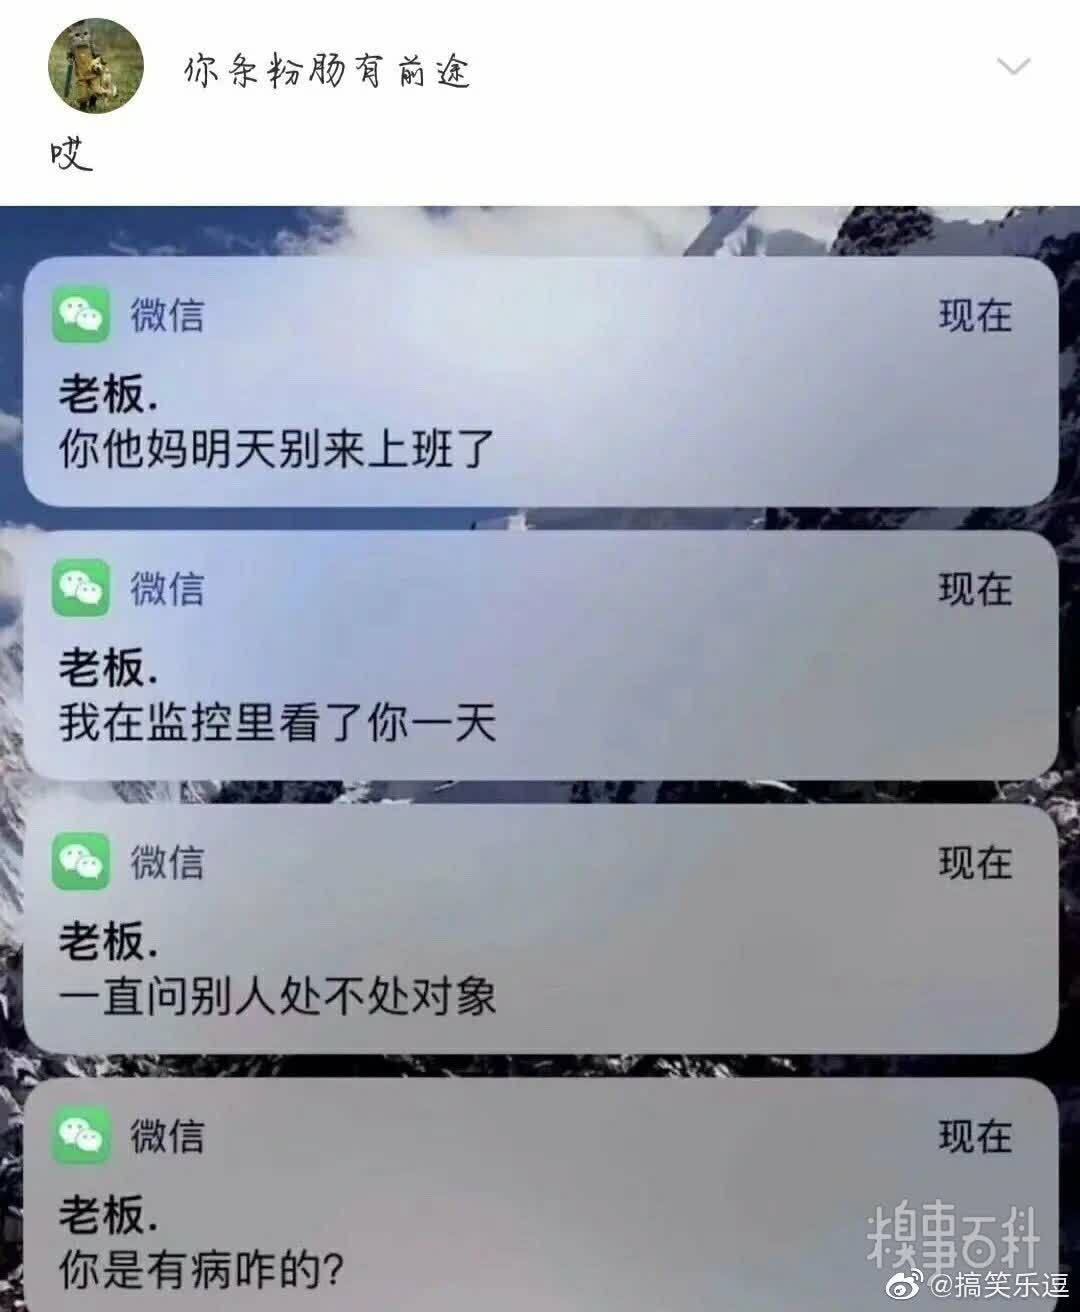 你条粉肠有前途
哎
微信 现在
老板.
你他妈明天别来上班了
微信 现在
老板.
我在监控里看了你一天
微信 现在
老板.
一直问别人处不处对象
微信 现在
老板.
你是有病咋的?
糗事百科
@搞笑乐逗